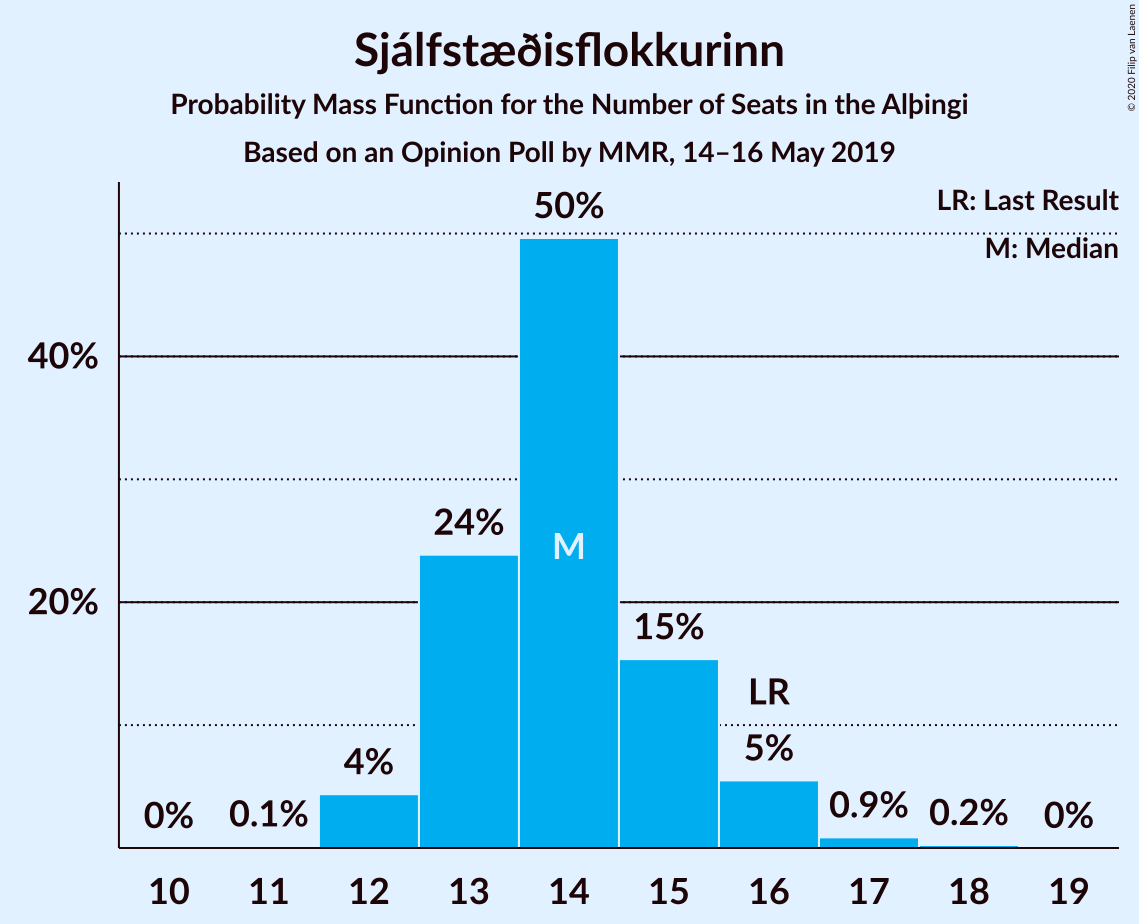 Sjálfstæðisflokkurinn
Probability Mass Function for the Number of Seats in the Alþingi
Based on an Opinion Poll by MMR, 14–16 May 2019
© 2020 Filip van Laenen
LR: Last Result
M: Median
50%
40%
24%
M
20%
15%
LR
5%
4%
0%
0.1%
0.9%
0.2%
0%
10 11 12 13 14 15 16 17 18 19